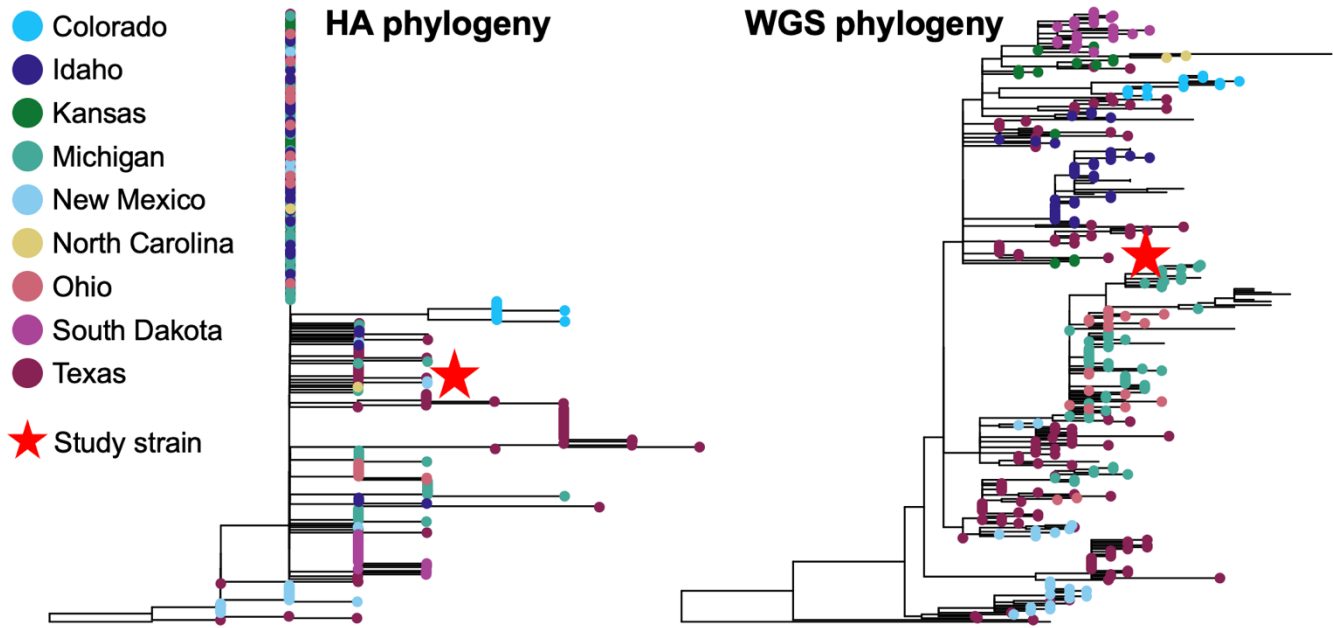 HA phylogeny
WGS phylogeny
Colorado
Idaho
Kansas
Michigan
New Mexico
North Carolina
Ohio
South Dakota
Texas
Study strain